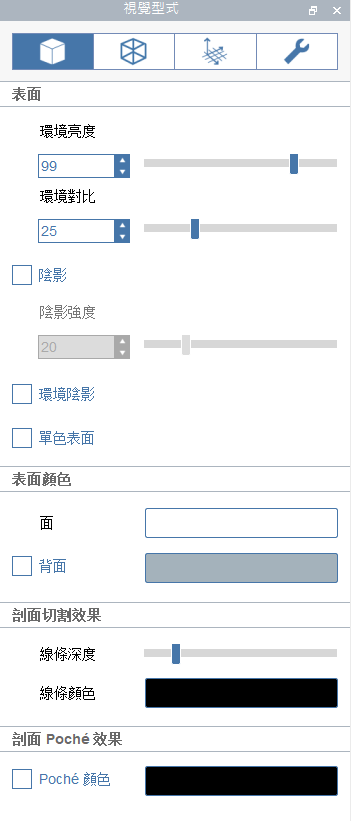 視覺型式
表面
環境亮度
99
環境對比
25
陰影
陰影強度
20
環境陰影
單色表面
表面顏色
面
背面
剖面切割效果
線條深度
線條顏色
剖面 Poché 效果
Poché 顏色